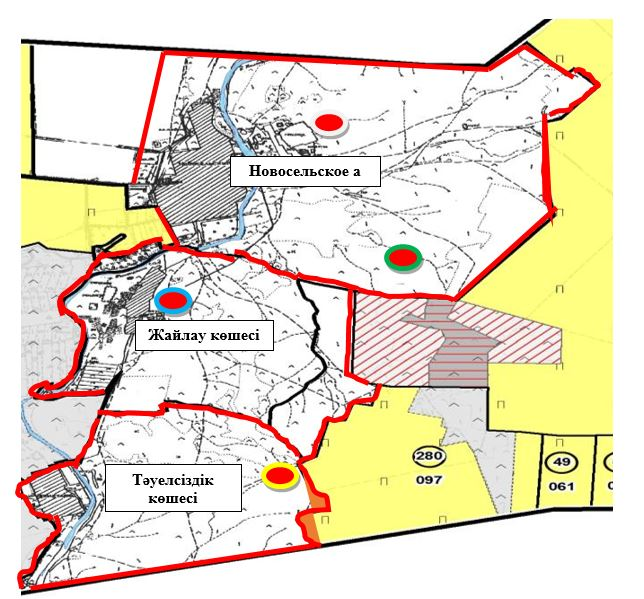 Новосельское а
Жайлау көшесі
Тәуелсіздік
көшесі
280
097
49
061